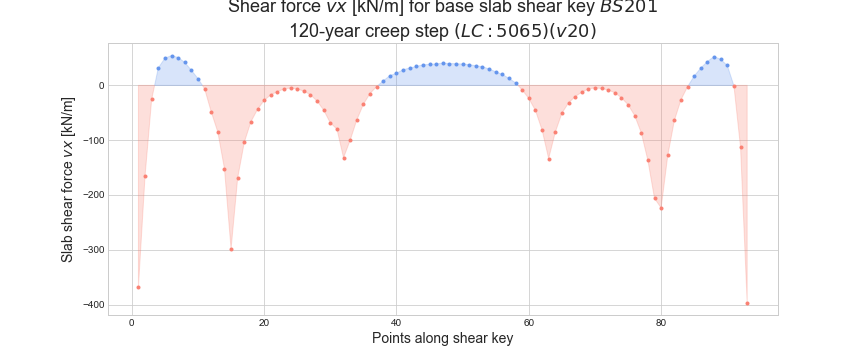 Shear force vx [kN/m] for base slab shear key BS201
120-year creep step (LC: 5065)(v20)
Slab shear force vx [kN/m]
0
−100
−200
−300
−400
0 20 40 60 80
Points along shear key